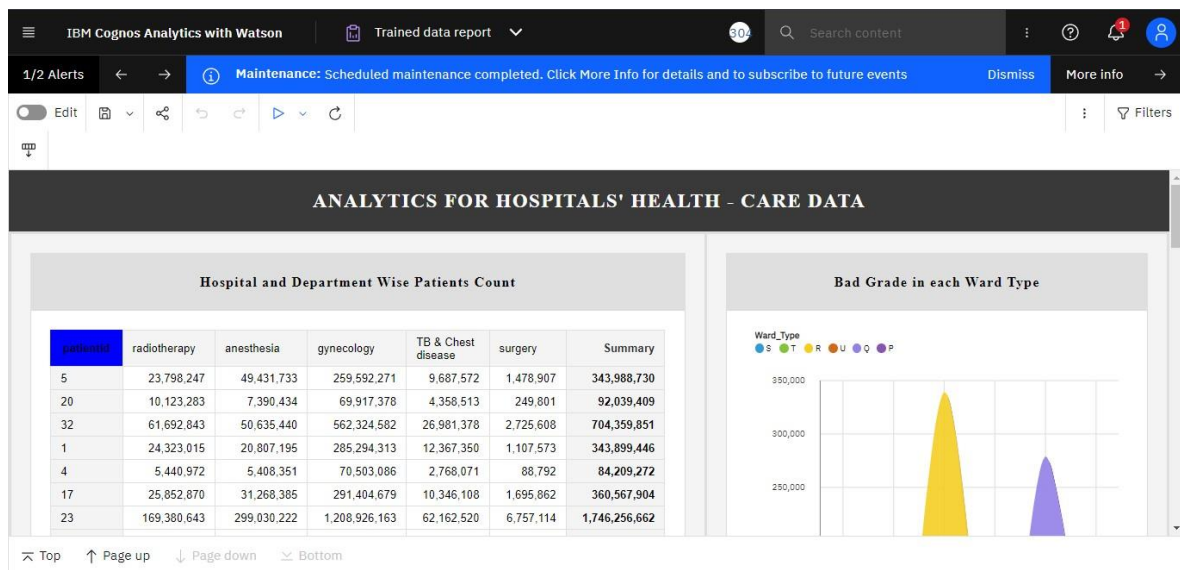 IBM Cognos Analytics with Watson
Trained data report
304
Search content
1
1/2 Alerts
Maintenance: Scheduled maintenance completed. Click More Info for details and to subscribe to future events
Dismiss
More info
Edit
Filters
ANALYTICS FOR HOSPITALS' HEALTH - CARE DATA
Hospital and Department Wise Patients Count
patientid radiotherapy anesthesia gynecology TB & Chest disease surgery Summary
5 23,798,247 49,431,733 259,592,271 9,687,572 1,478,907 343,988,730
20 10,123,283 7,390,434 69,917,378 4,358,513 249,801 92,039,409
32 61,692,843 50,635,440 562,324,582 26,981,378 2,725,608 704,359,851
1 24,323,015 20,807,195 285,294,313 12,367,350 1,107,573 343,899,446
4 5,440,972 5,408,351 70,503,086 2,768,071 88,792 84,209,272
17 25,852,870 31,268,385 291,404,679 10,346,108 1,695,862 360,567,904
23 169,380,643 299,030,222 1,208,926,163 62,162,520 6,757,114 1,746,256,662
Bad Grade in each Ward Type
Ward_Type
S T R U Q P
350,000
300,000
250,000
Top Page up Page down Bottom